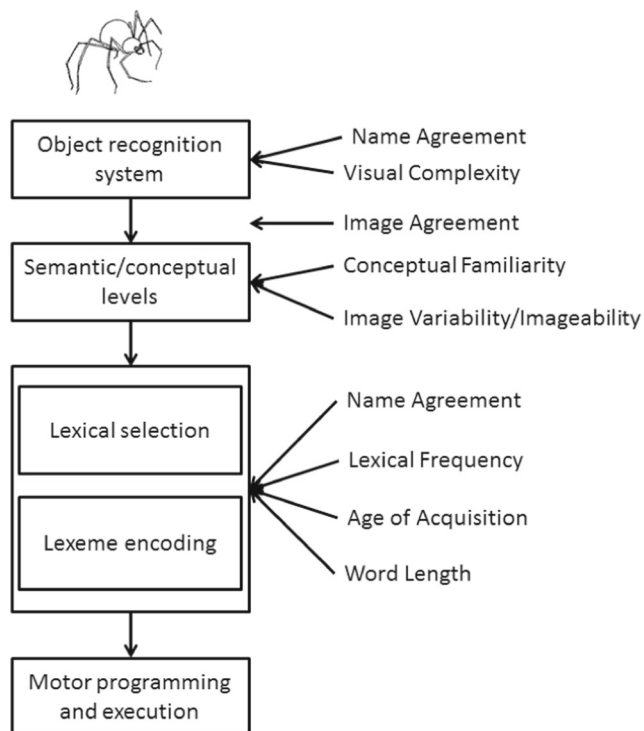 Object recognition
system
Name Agreement
Visual Complexity
Image Agreement
Semantic/conceptual
levels
Conceptual Familiarity
Image Variability/Imageability
Lexical selection
Lexeme encoding
Name Agreement
Lexical Frequency
Age of Acquisition
Word Length
Motor programming
and execution